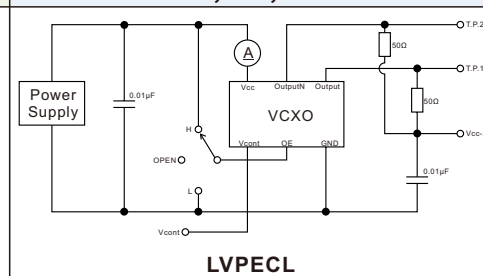 T.P.2
50Ω
A
T.P.1
Vcc OutputN Output
Power
Supply
0.01μF
50Ω
VCXO
H
Vcc-
Vcont OE GND
OPEN
0.01μF
L
Vcont
LVPECL